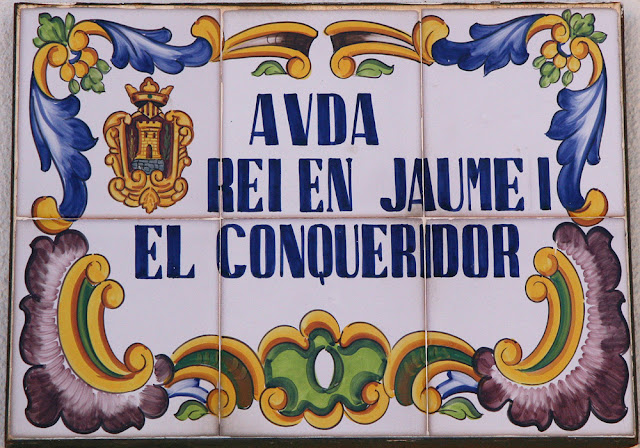 AVDA
REI EN JAUME I
EL CONQUERIDOR